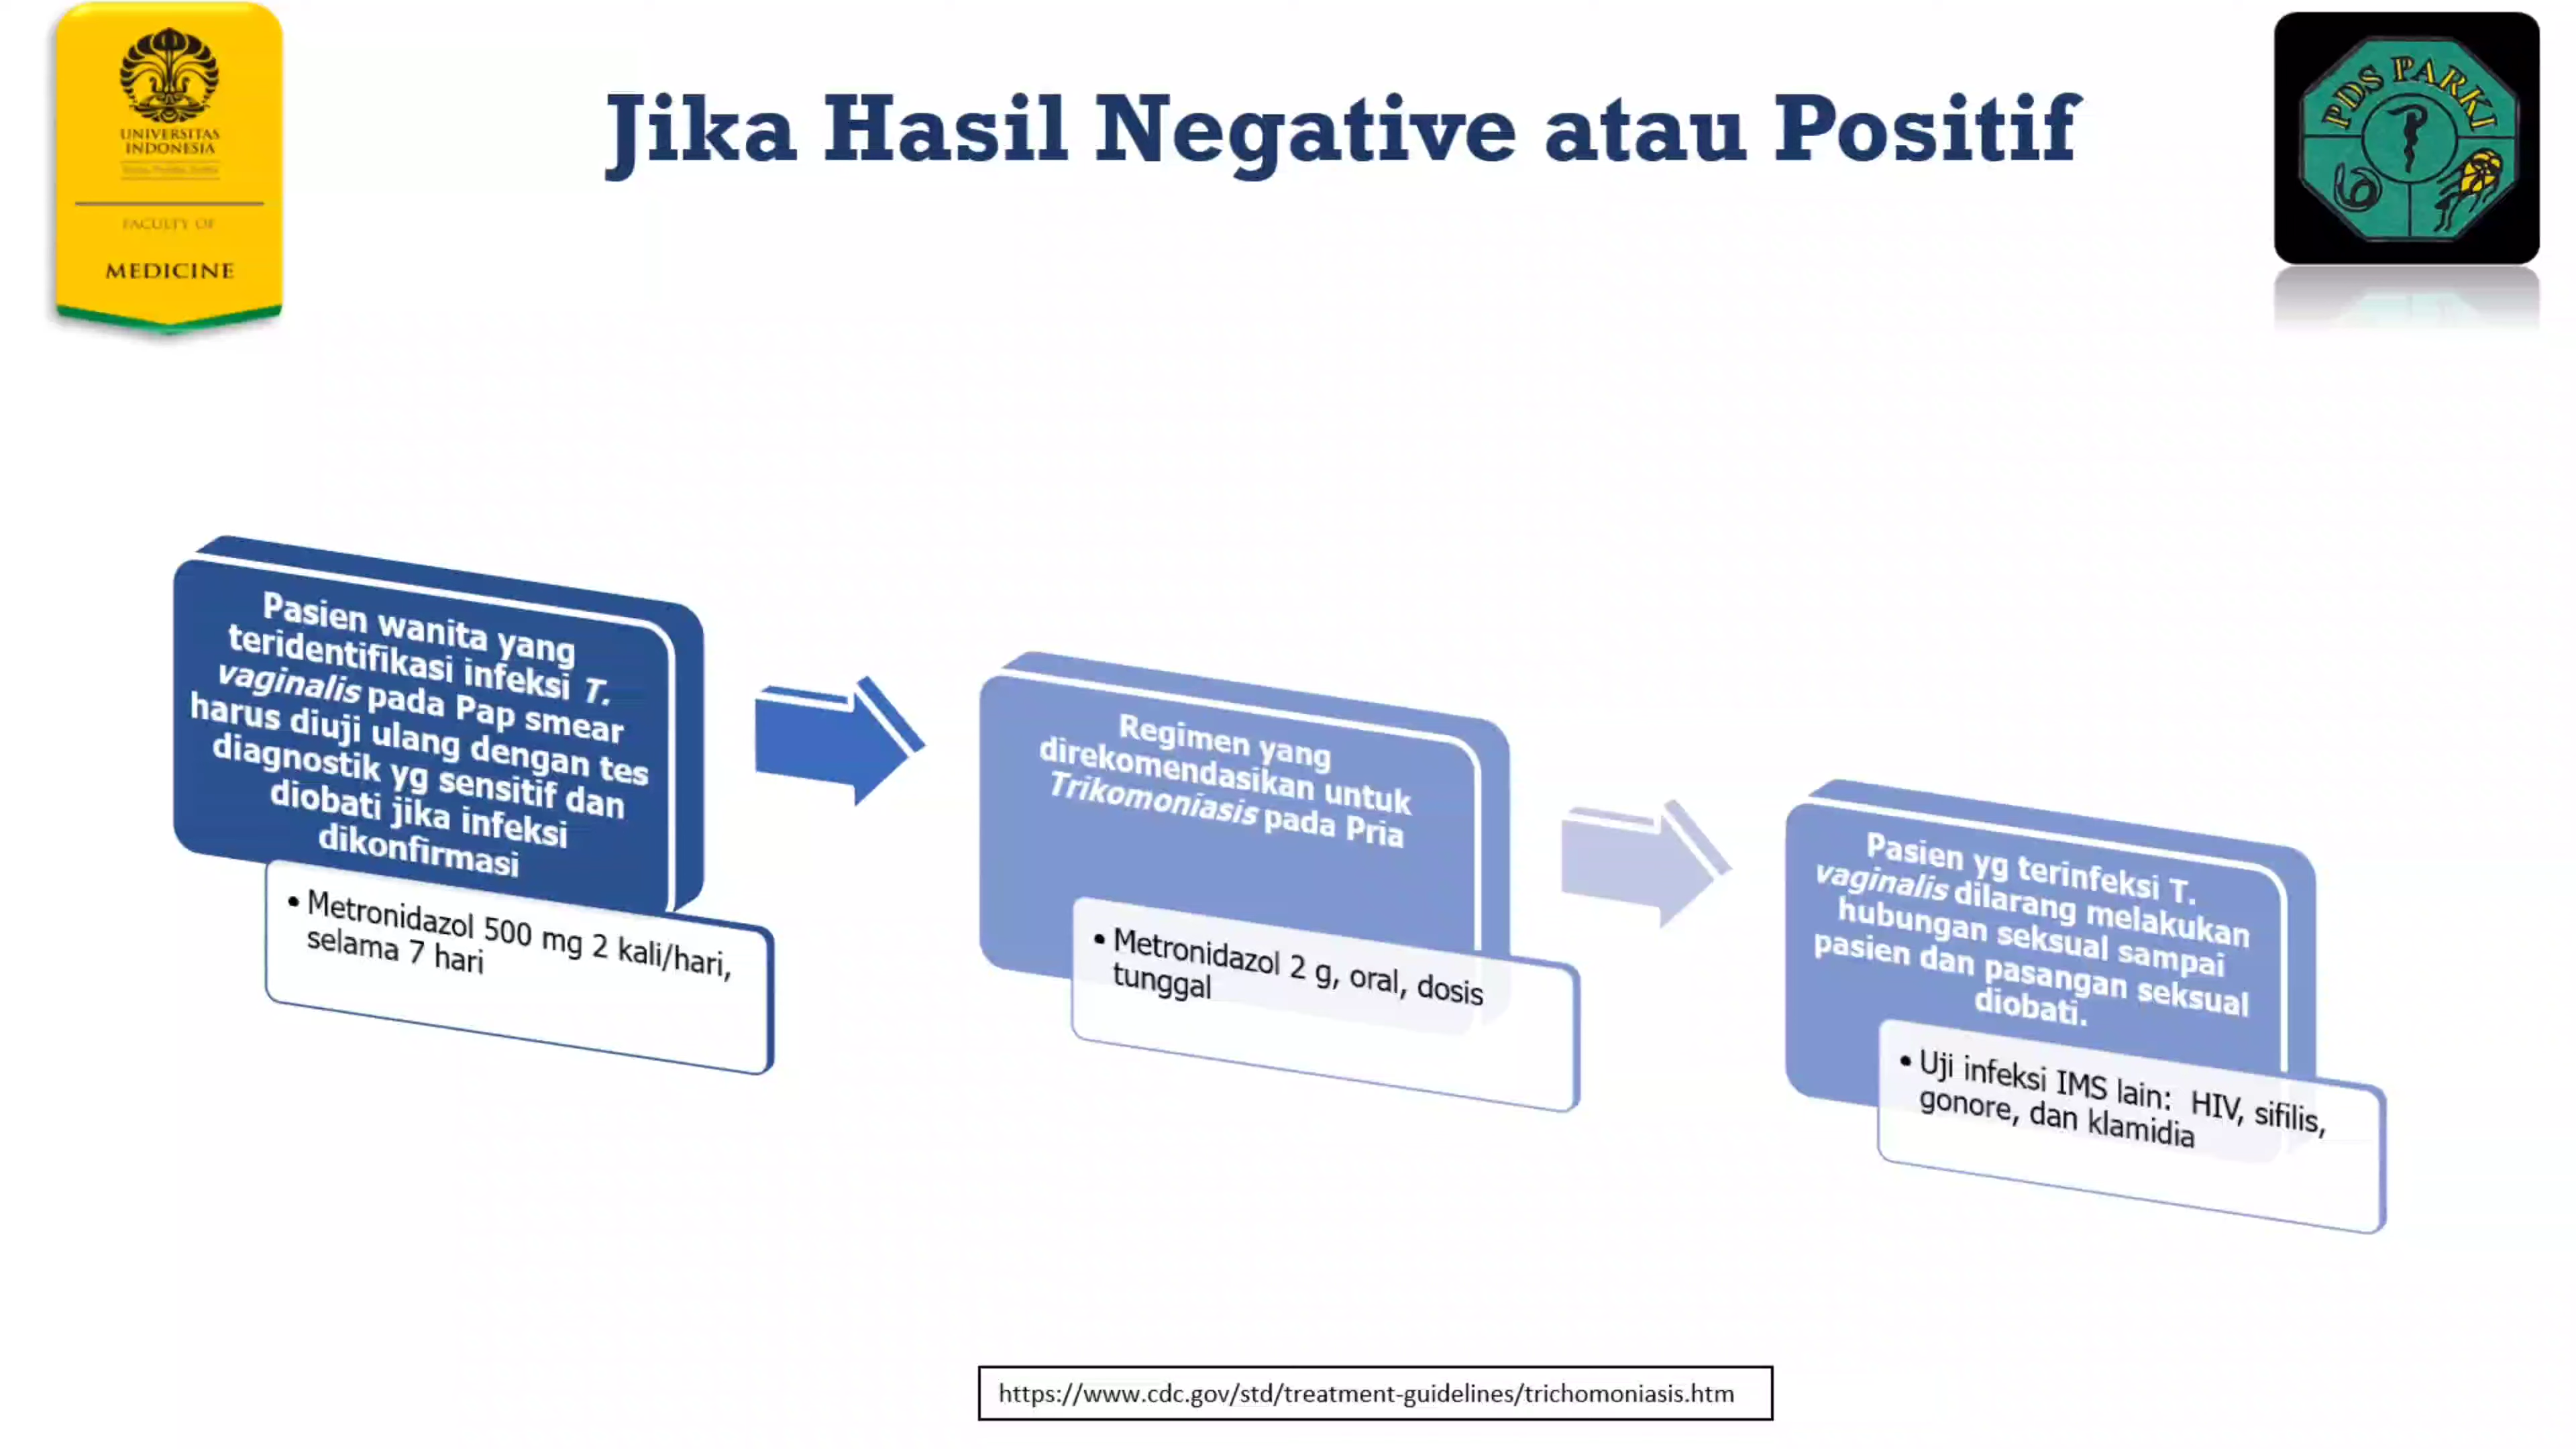 UNIVERSITAS
INDONESIA
FACULTY OF
MEDICINE
Jika Hasil Negative atau Positif
PDS PARKI
Pasien wanita yang
teridentifikasi infeksi T.
vaginalis pada Pap smear
harus diuji ulang dengan tes
diagnostik yg sensitif dan
diobati jika infeksi
dikonfirmasi
• Metronidazol 500 mg 2 kali/hari,
selama 7 hari
Regimen yang
direkomendasikan untuk
Trikomoniasis pada Pria
• Metronidazol 2 g, oral, dosis
tunggal
Pasien yg terinfeksi T.
vaginalis dilarang melakukan
hubungan seksual sampai
pasien dan pasangan seksual
diobati.
• Uji infeksi IMS lain: HIV, sifilis,
gonore, dan klamidia
https://www.cdc.gov/std/treatment-guidelines/trichomoniasis.htm